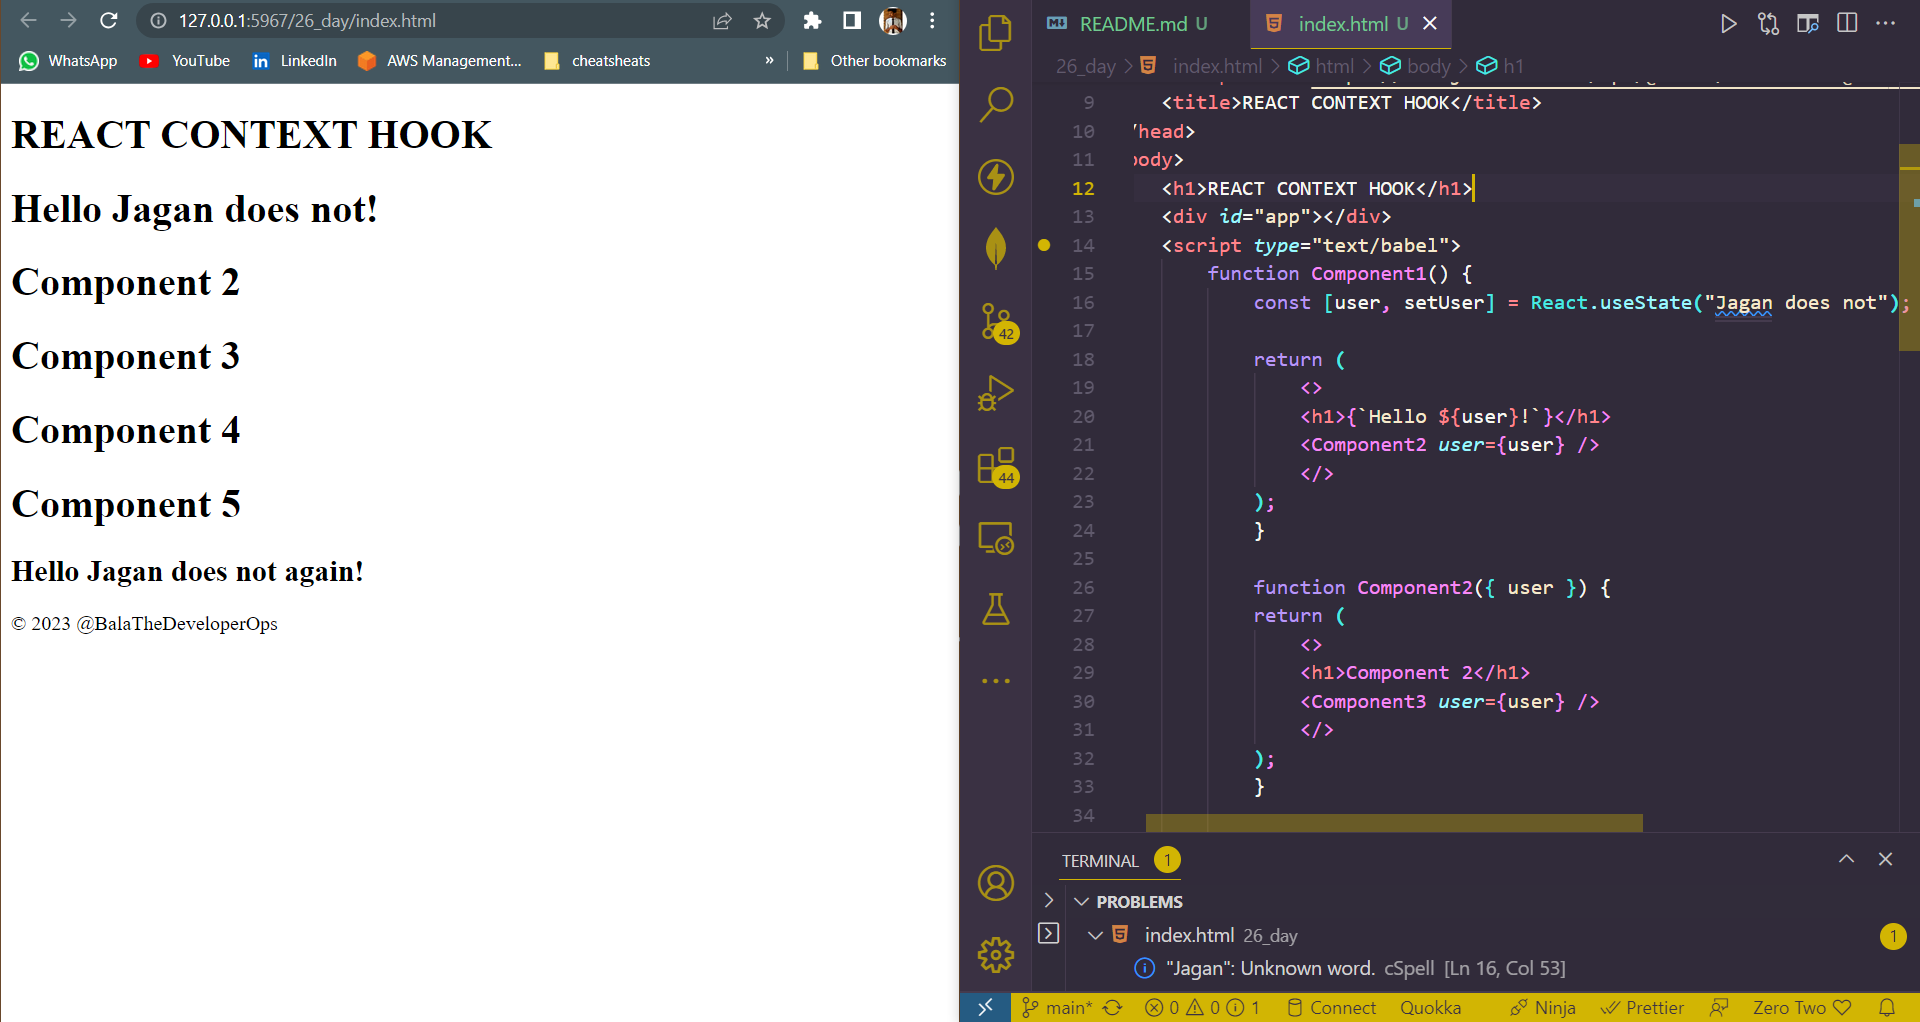 127.0.0.1:5967/26_day/index.html
WhatsApp YouTube LinkedIn AWS Management... cheatsheats » Other bookmarks
REACT CONTEXT HOOK
Hello Jagan does not!
Component 2
Component 3
Component 4
Component 5
Hello Jagan does not again!
© 2023 @BalaTheDeveloperOps
42
44
README.md U index.html U
26_day > index.html > html > body > h1
9 <title>REACT CONTEXT HOOK</title>
10 /head>
11 body>
12 <h1>REACT CONTEXT HOOK</h1>
13 <div id="app"></div>
14 <script type="text/babel">
15 function Component1() {
16 const [user, setUser] = React.useState("Jagan does not");
17
18 return (
19 <>
20 <h1>{`Hello ${user}!`}</h1>
21 <Component2 user={user} />
22 </>
23 );
24 }
25
26 function Component2({ user }) {
27 return (
28 <>
29 <h1>Component 2</h1>
30 <Component3 user={user} />
31 </>
32 );
33 }
34
TERMINAL 1
PROBLEMS
index.html 26_day 1
"Jagan": Unknown word. cSpell [Ln 16, Col 53]
main* 0 0 1 Connect Quokka Ninja Prettier Zero Two